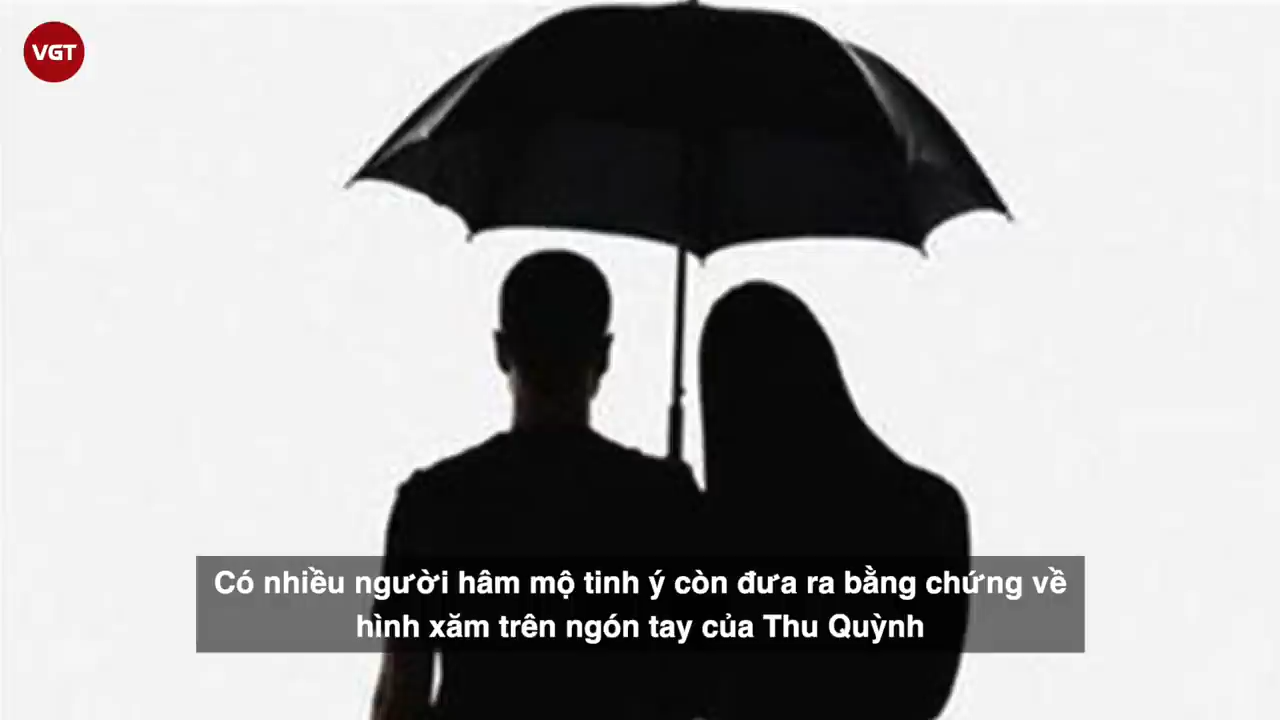 VGT
Có nhiều người hâm mộ tinh ý còn đưa ra bằng chứng về
hình xăm trên ngón tay của Thu Quỳnh